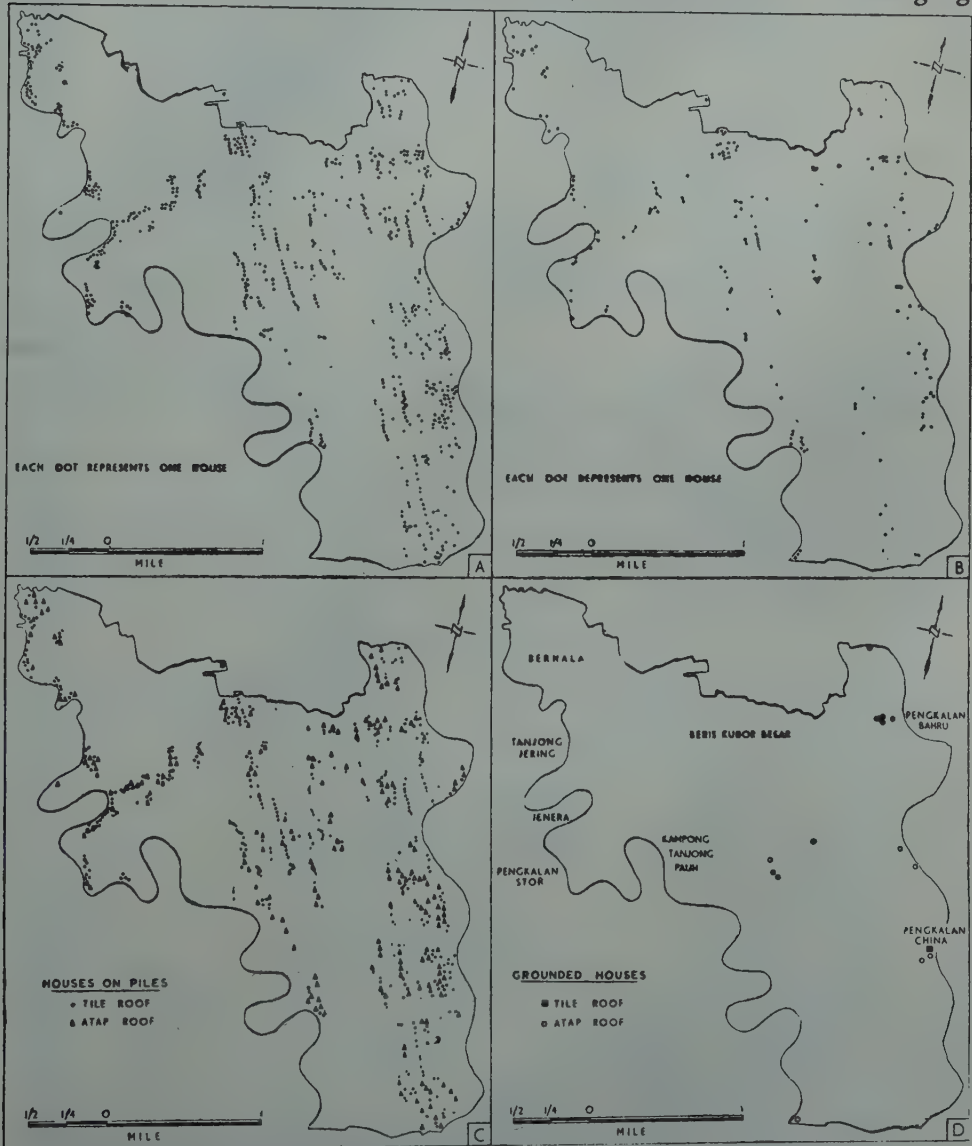 N
N
EACH DOT REPRESENTS ONE HOUSE
1/2 1/4 0 1
MILE
A
EACH DOT REPRESENTS ONE HOUSE
1/2 1/4 0 1
MILE
B
N
HOUSES ON PILES
TILE ROOF
ATAP ROOF
1/2 1/4 0 1
MILE
C
N
BERHALA
TANJONG
JERING
BERIS KUBOR BESAR
PENGKALAN
BAHRU
JENERA
KAMPONG
TANJONG
PAUH
PENGKALAN
STOR
PENGKALAN
CHINA
GROUNDED HOUSES
TILE ROOF
ATAP ROOF
1/2 1/4 0 1
MILE
D